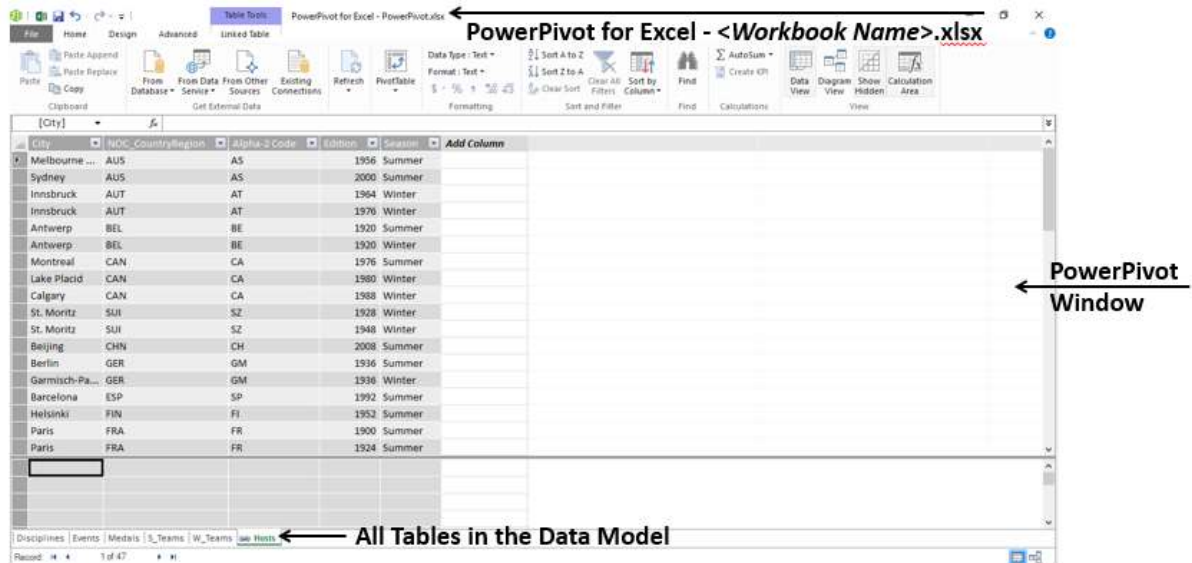 Table Tools PowerPivot for Excel - PowerPivot.xlsx
PowerPivot for Excel - <Workbook Name>.xlsx
File Home Design Advanced Linked Table
Paste
Paste Append
Paste Replace
Copy
Clipboard
From Database
From Data Service
From Other Sources
Existing Connections
Get External Data
Refresh
PivotTable
Data Type : Text
Format : Text
$ % ,
Formatting
Sort A to Z
Sort Z to A
Clear Sort
Clear All Filters
Sort by Column
Sort and Filter
Find
Find
AutoSum
Create KPI
Calculations
Data View
Diagram View
Show Hidden
Calculation Area
View
[City] fx
City NOC_CountryRegion Alpha-2 Code Edition Season Add Column
Melbourne ... AUS AS 1956 Summer
Sydney AUS AS 2000 Summer
Innsbruck AUT AT 1964 Winter
Innsbruck AUT AT 1976 Winter
Antwerp BEL BE 1920 Summer
Antwerp BEL BE 1920 Winter
Montreal CAN CA 1976 Summer
Lake Placid CAN CA 1980 Winter
Calgary CAN CA 1988 Winter
St. Moritz SUI SZ 1928 Winter
St. Moritz SUI SZ 1948 Winter
Beijing CHN CH 2008 Summer
Berlin GER GM 1936 Summer
Garmisch-Pa... GER GM 1936 Winter
Barcelona ESP SP 1992 Summer
Helsinki FIN FI 1952 Summer
Paris FRA FR 1900 Summer
Paris FRA FR 1924 Summer
PowerPivot
Window
Disciplines Events Medals S_Teams W_Teams Hosts
All Tables in the Data Model
Record: 1 of 47